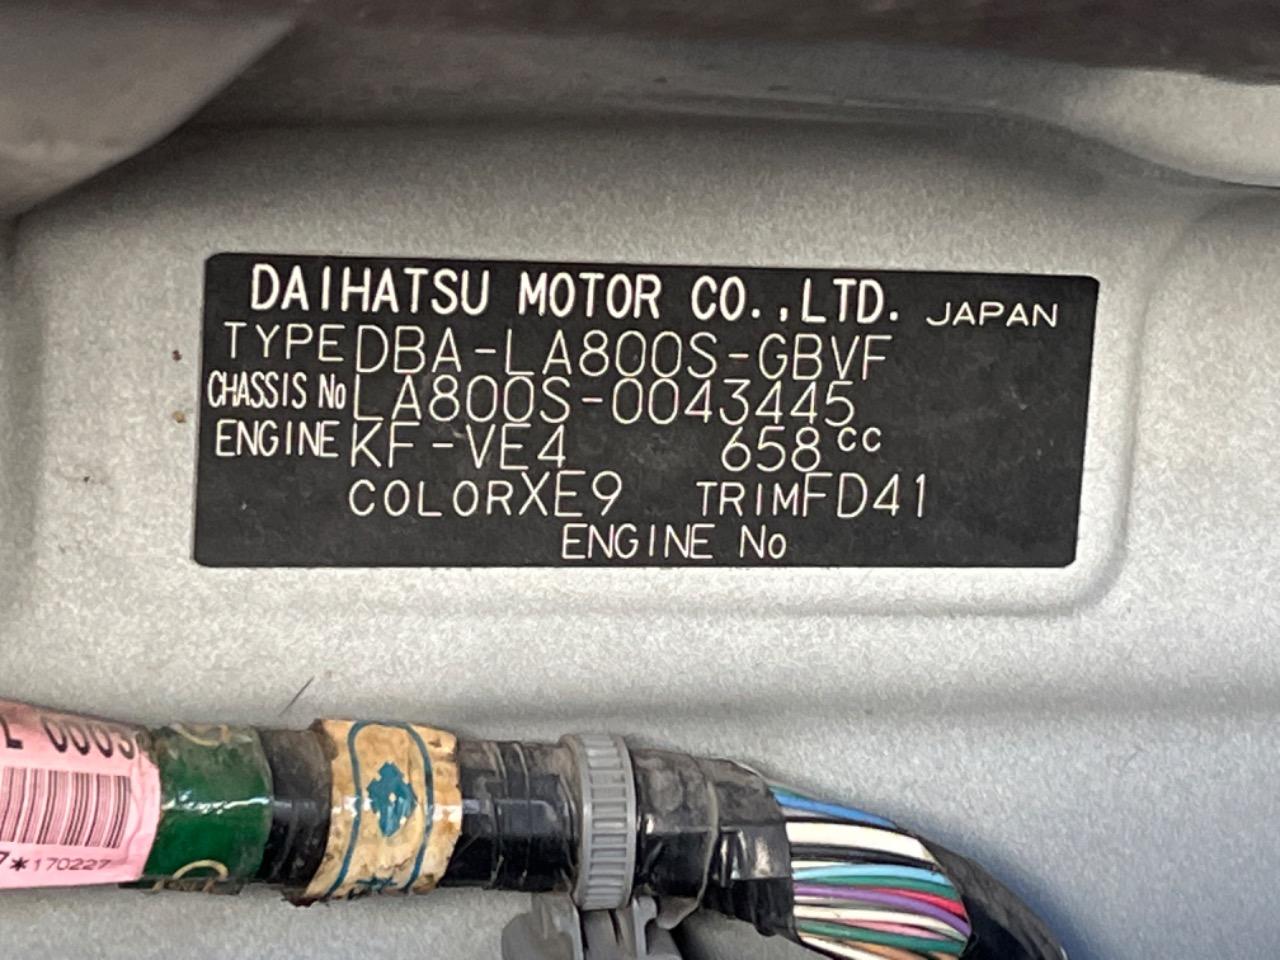 DAIHATSU MOTOR CO.,LTD. JAPAN
TYPE DBA-LA800S-GBVF
CHASSIS No LA800S-0043445
ENGINE KF-VE4 658cc
COLOR XE9 TRIM FD41
ENGINE No
7*170227